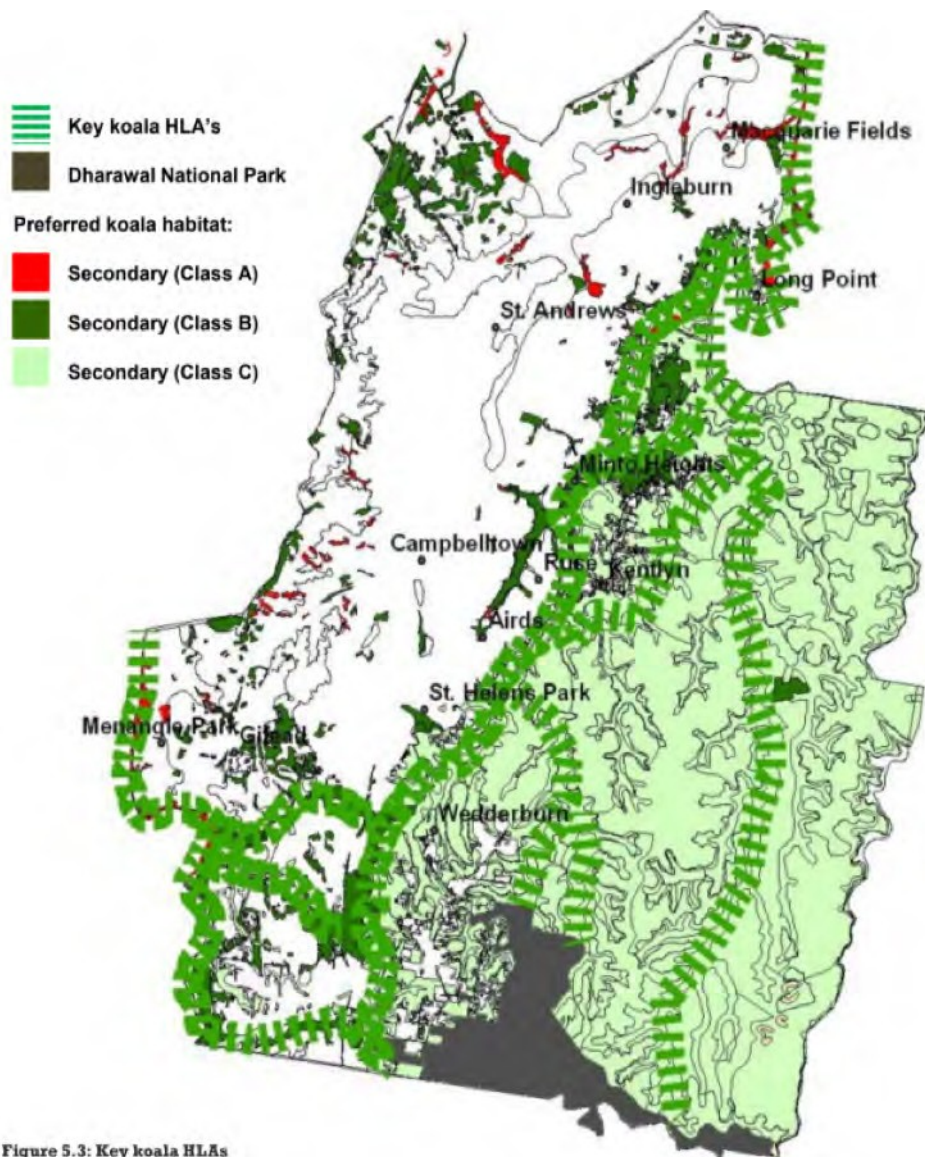 Key koala HLA's
Dharawal National Park
Preferred koala habitat:
Secondary (Class A)
Secondary (Class B)
Secondary (Class C)
Macquarie Fields
Ingleburn
Long Point
St. Andrews
Minto Heights
Campbelltown
Ruse
Kentlyn
Airds
St. Helens Park
Menangle Park
Gilead
Wedderburn
Figure 5.3: Key koala HLAs